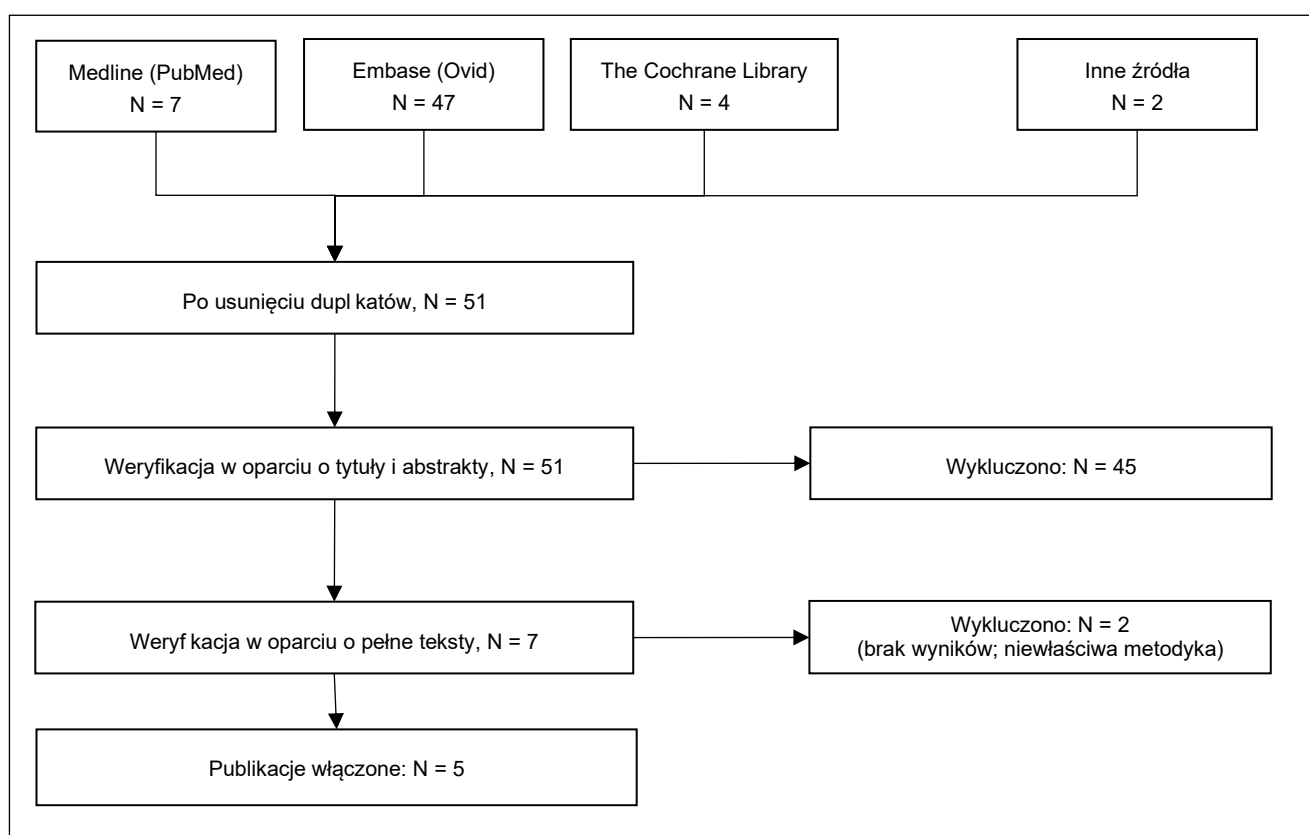 Medline (PubMed)
N = 7
Embase (Ovid)
N = 47
The Cochrane Library
N = 4
Inne źródła
N = 2
Po usunięciu dupl katów, N = 51
Weryfikacja w oparciu o tytuły i abstrakty, N = 51
Wykluczono: N = 45
Weryf kacja w oparciu o pełne teksty, N = 7
Wykluczono: N = 2
(brak wyników; niewłaściwa metodyka)
Publikacje włączone: N = 5